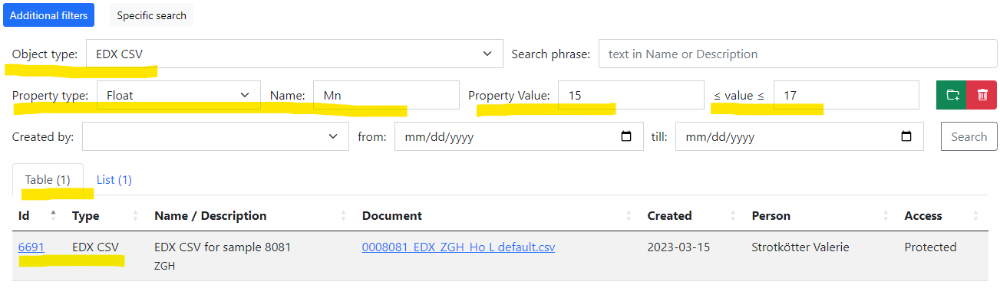 Additional filters Specific search
Object type: EDX CSV Search phrase: text in Name or Description
Property type: Float Name: Mn Property Value: 15 ≤ value ≤ 17
Created by: from: mm/dd/yyyy till: mm/dd/yyyy Search
Table (1) List (1)
Id Type Name / Description Document Created Person Access
6691 EDX CSV EDX CSV for sample 8081 0008081_EDX_ZGH_Ho L default.csv 2023-03-15 Strotkötter Valerie Protected
ZGH